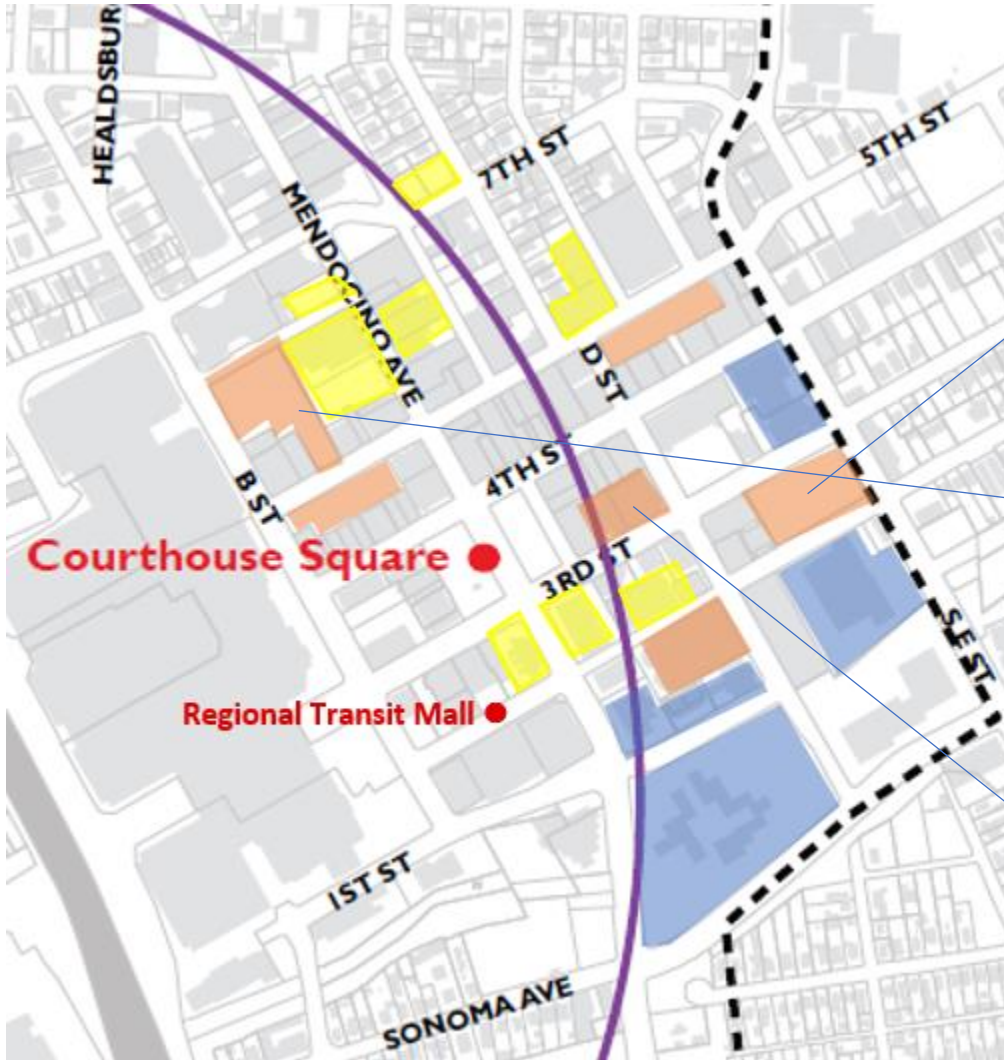 HEALDSBUR
7TH ST
5TH ST
MENDOCINO AVE
D ST
B ST
4TH ST
Courthouse Square
3RD ST
S E ST
Regional Transit Mall
1ST ST
SONOMA AVE